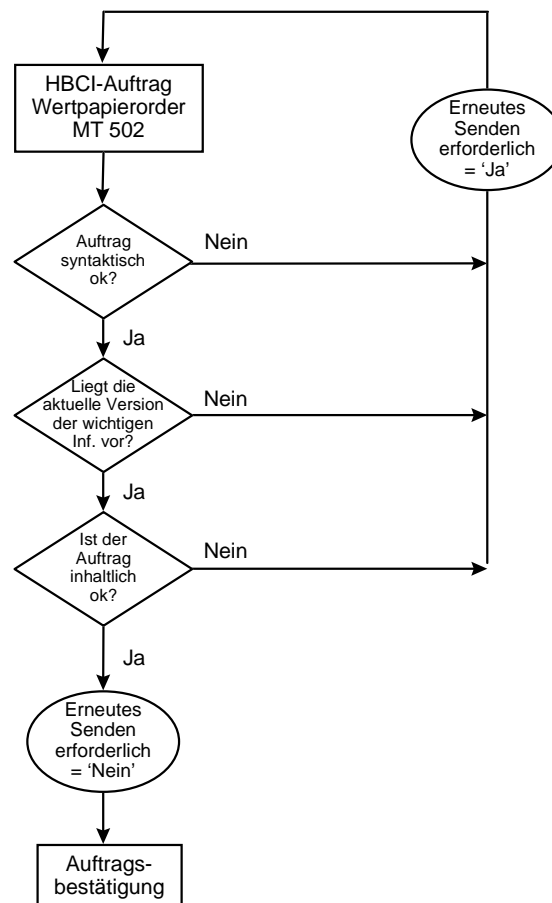 HBCI-Auftrag
Wertpapierorder
MT 502
Erneutes
Senden
erforderlich
= ‘Ja’
Auftrag
syntaktisch
ok?
Nein
Ja
Liegt die
aktuelle Version
der wichtigen
Inf. vor?
Nein
Ja
Ist der
Auftrag
inhaltlich
ok?
Nein
Ja
Erneutes
Senden
erforderlich
= ‘Nein’
Auftrags-
bestätigung